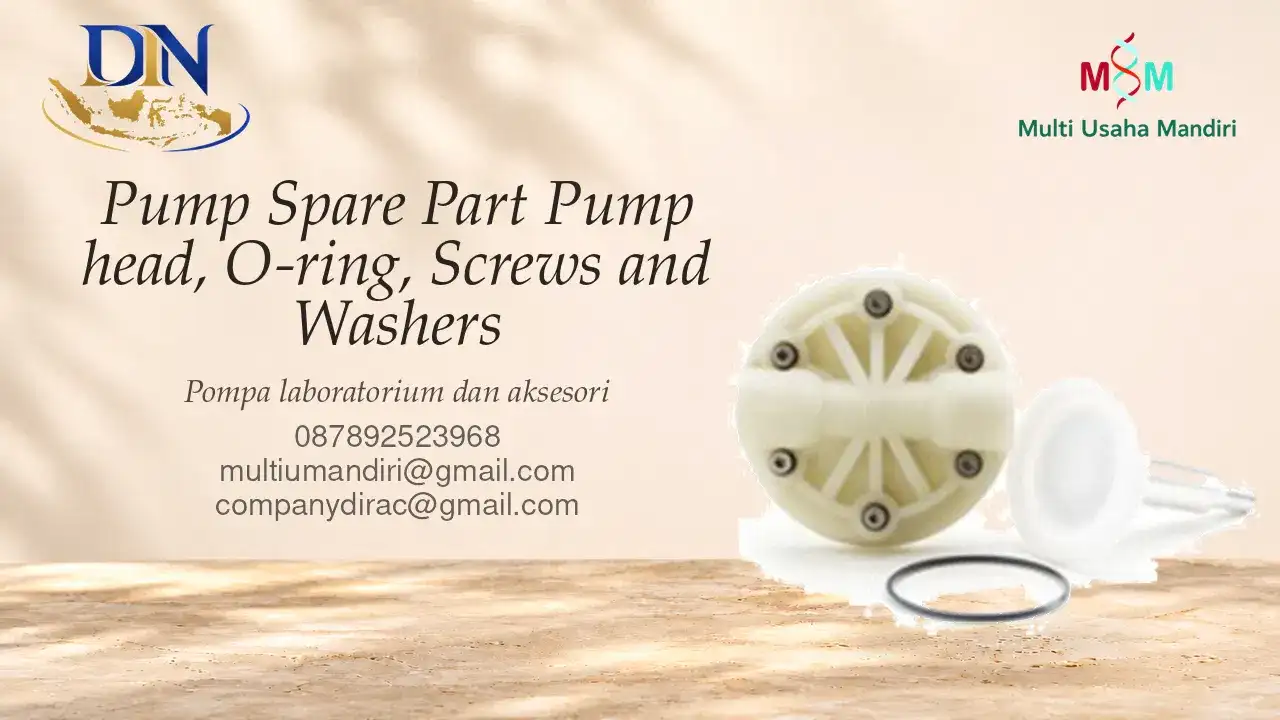 DIN
MSM
Multi Usaha Mandiri
Pump Spare Part Pump
head, O-ring, Screws and
Washers
Pompa laboratorium dan aksesori
087892523968
multiumandiri@gmail.com
companydirac@gmail.com